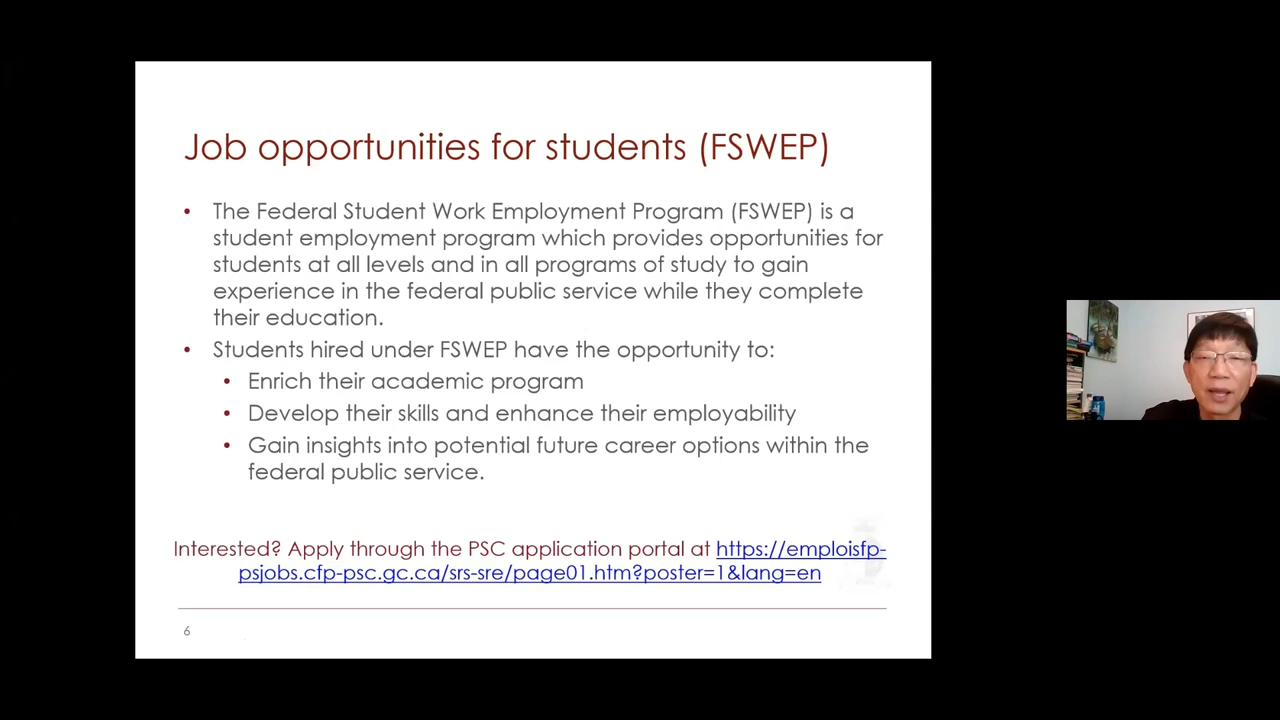 Job opportunities for students (FSWEP)
• The Federal Student Work Employment Program (FSWEP) is a
student employment program which provides opportunities for
students at all levels and in all programs of study to gain
experience in the federal public service while they complete
their education.
• Students hired under FSWEP have the opportunity to:
• Enrich their academic program
• Develop their skills and enhance their employability
• Gain insights into potential future career options within the
federal public service.
Interested? Apply through the PSC application portal at https://emploisfp-
psjobs.cfp-psc.gc.ca/srs-sre/page01.htm?poster=1&lang=en
6